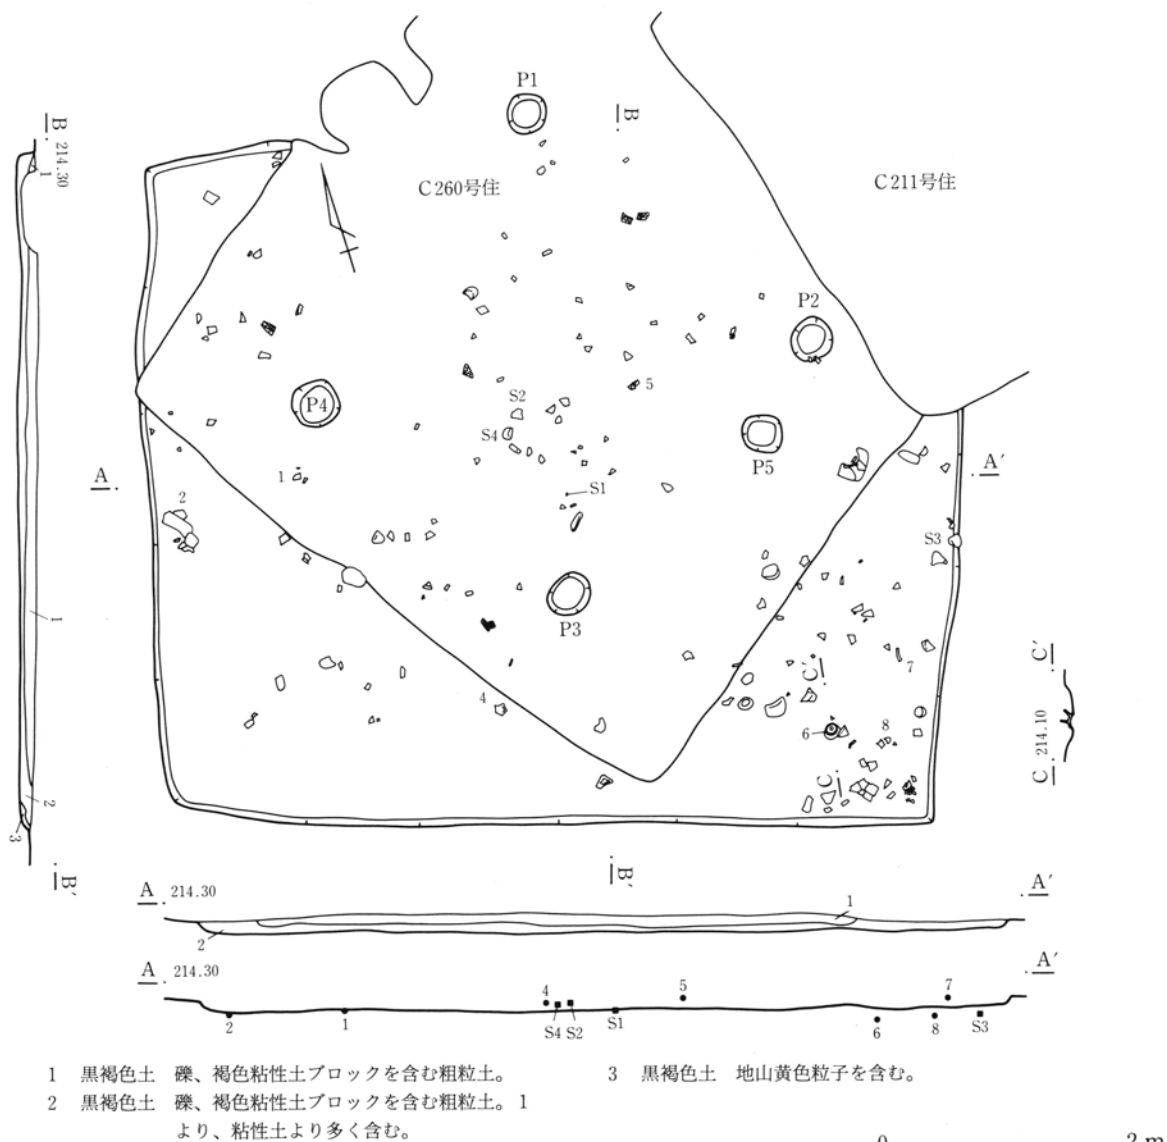 P1
B
C260号住
C211号住
B
214.30
1
P2
5
S2
P4
S4
P5
A
1
S1
A′
2
S3
1
P3
C′
7
C′
4
6
8
214.10
C
C
2
3
B′
B′
A 214.30
A′
1
2
A 214.30
A′
4
5
7
2
1
S4 S2
S1
6
8
S3
1 黒褐色土 礫、褐色粘性土ブロックを含む粗粒土。
3 黒褐色土 地山黄色粒子を含む。
2 黒褐色土 礫、褐色粘性土ブロックを含む粗粒土。1
より、粘性土より多く含む。
2 m